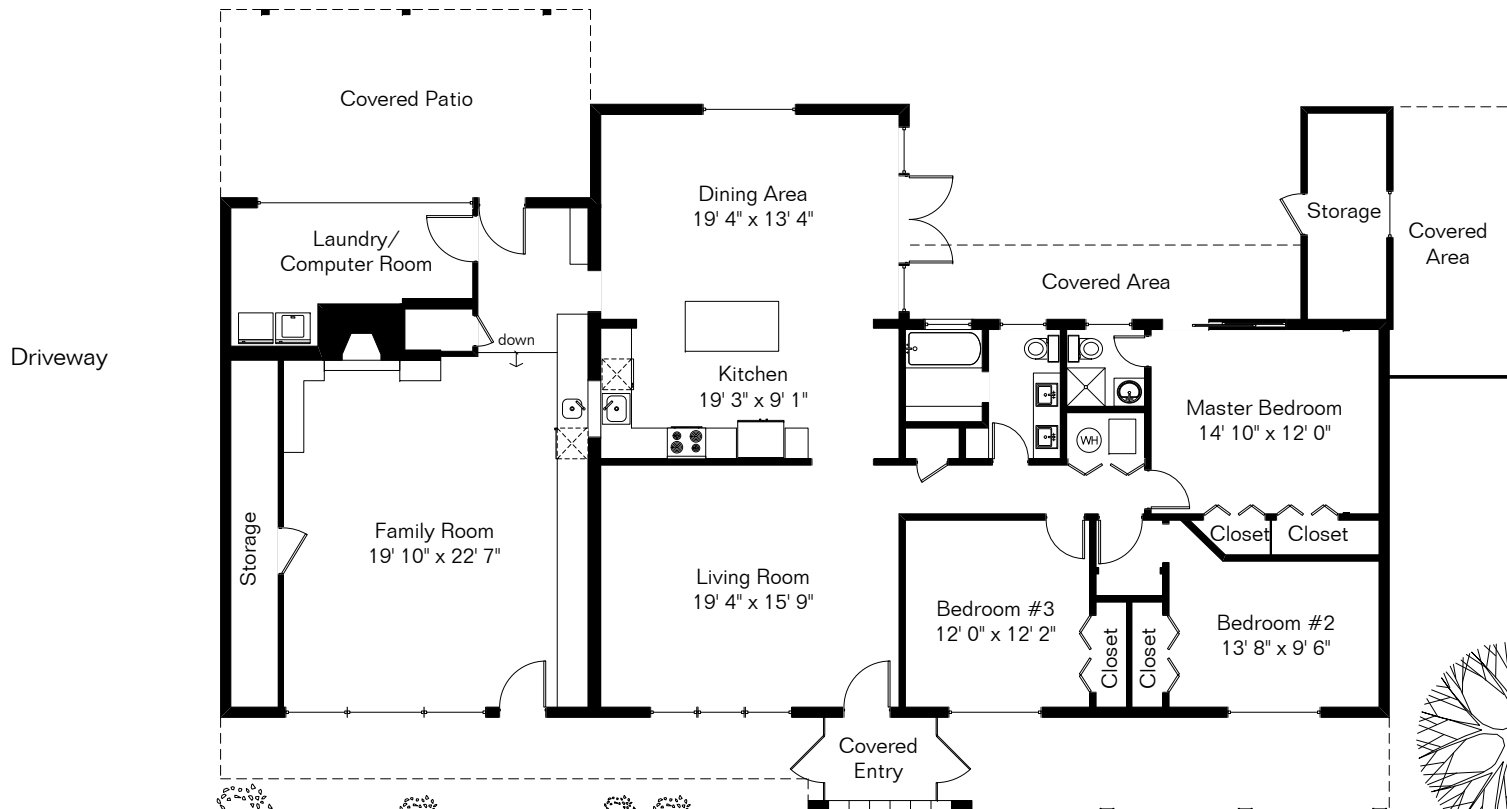 Covered Patio
Dining Area
19' 4" x 13' 4"
Storage
Covered
Area
Laundry/
Computer Room
Covered Area
down
Driveway
Kitchen
19' 3" x 9' 1"
Master Bedroom
14' 10" x 12' 0"
WH
Storage
Family Room
19' 10" x 22' 7"
Closet
Closet
Living Room
19' 4" x 15' 9"
Bedroom #3
12' 0" x 12' 2"
Closet
Closet
Bedroom #2
13' 8" x 9' 6"
Covered
Entry